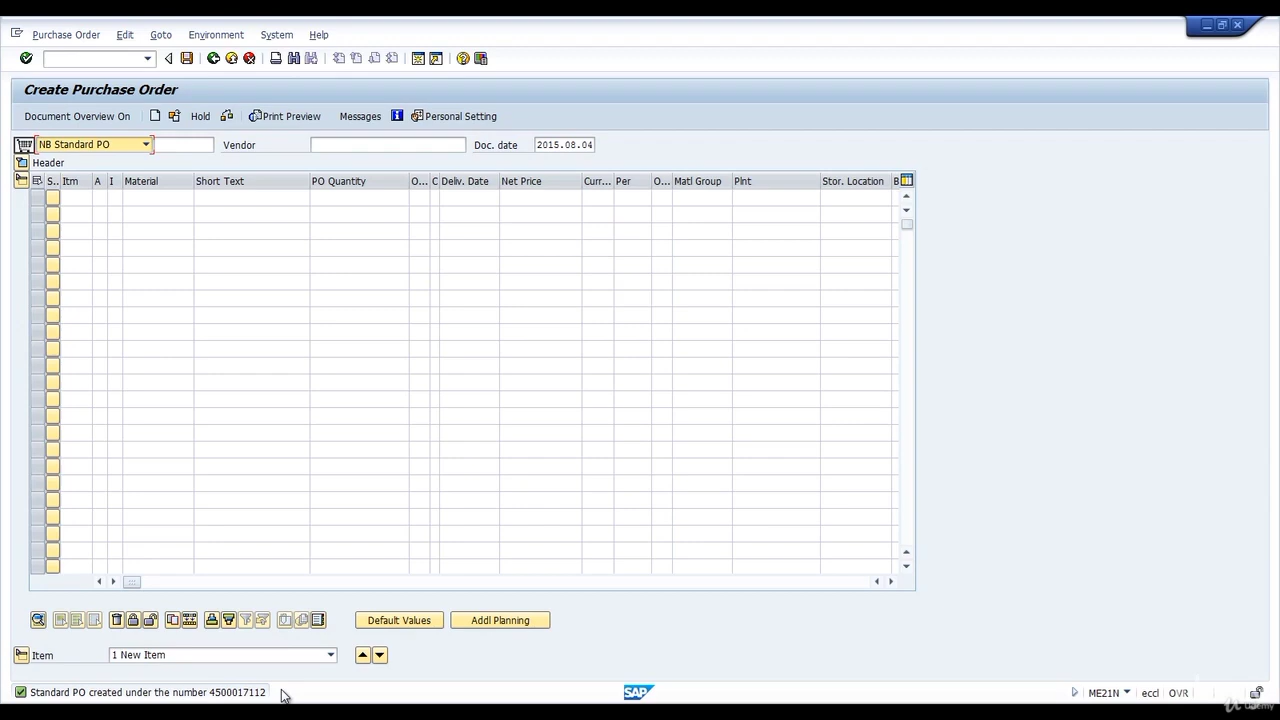 Purchase Order Edit Goto Environment System Help
Create Purchase Order
Document Overview On Hold Print Preview Messages Personal Setting
NB Standard PO Vendor Doc. date 2015.08.04
Header
S.. Itm A I Material Short Text PO Quantity O... C Deliv. Date Net Price Curr... Per O... Matl Group Plnt Stor. Location B
Default Values Addl Planning
Item 1 New Item
Standard PO created under the number 4500017112 SAP ME21N eccl OVR
Udemy